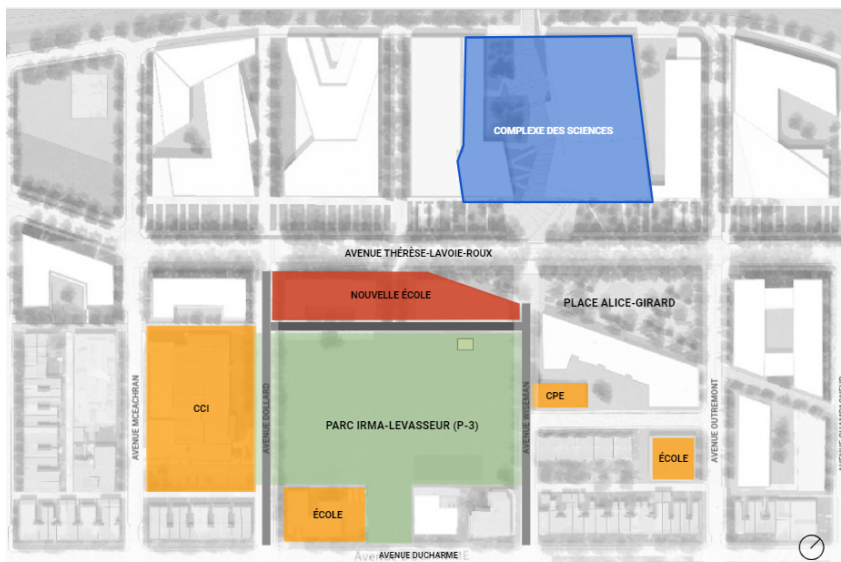 COMPLEXE DES SCIENCES
AVENUE THÉRÈSE-LAVOIE-ROUX
NOUVELLE ÉCOLE
PLACE ALICE-GIRARD
AVENUE MCEACHRAN
CCI
AVENUE DOLLARD
PARC IRMA-LEVASSEUR (P-3)
AVENUE WISEMAN
CPE
AVENUE OUTREMONT
ÉCOLE
ÉCOLE
AVENUE DUCHARME